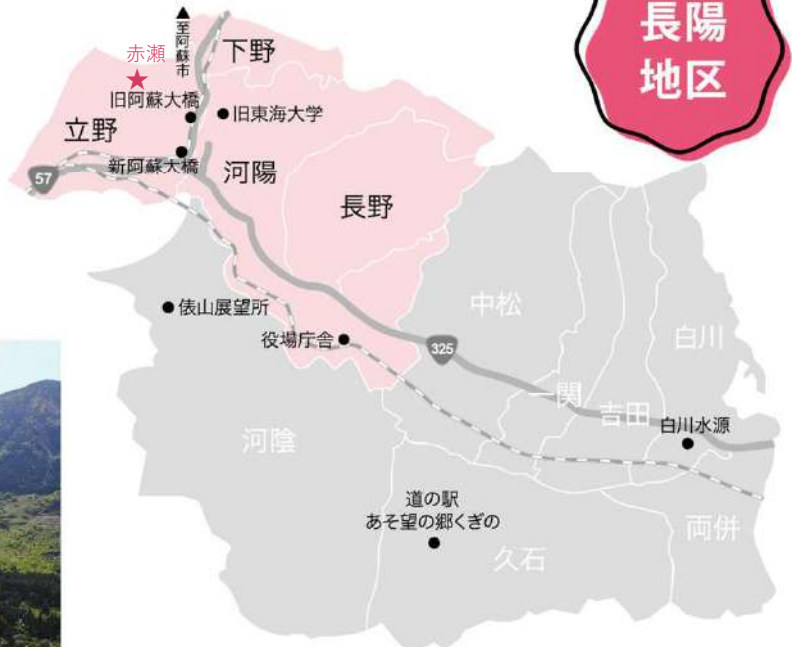 長陽
地区
▲至阿蘇市
赤瀬
下野
旧阿蘇大橋
旧東海大学
立野
新阿蘇大橋
河陽
57
長野
中松
俵山展望所
役場庁舎
325
白川
一関
吉田
白川水源
河陰
道の駅
あそ望の郷くぎの
両併
久石